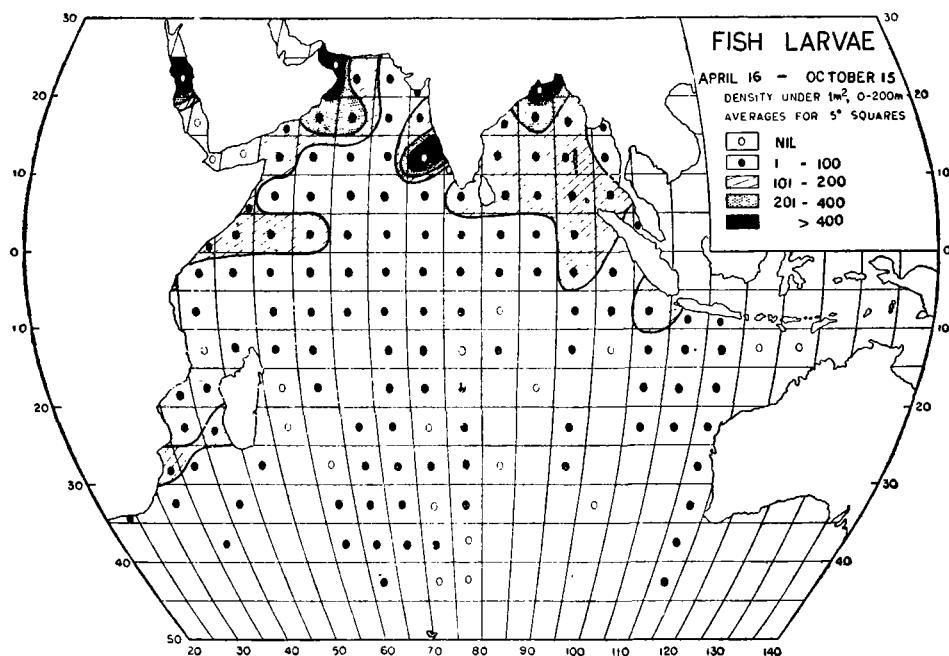 30
30
FISH LARVAE
APRIL 16 - OCTOBER 15
DENSITY UNDER 1m², 0-200m
AVERAGES FOR 5° SQUARES
NIL
1 - 100
101 - 200
201 - 400
> 400
20
20
10
10
0
0
10
10
20
20
30
30
40
40
50
20 30 40 50 60 70 80 90 100 110 120 130 140